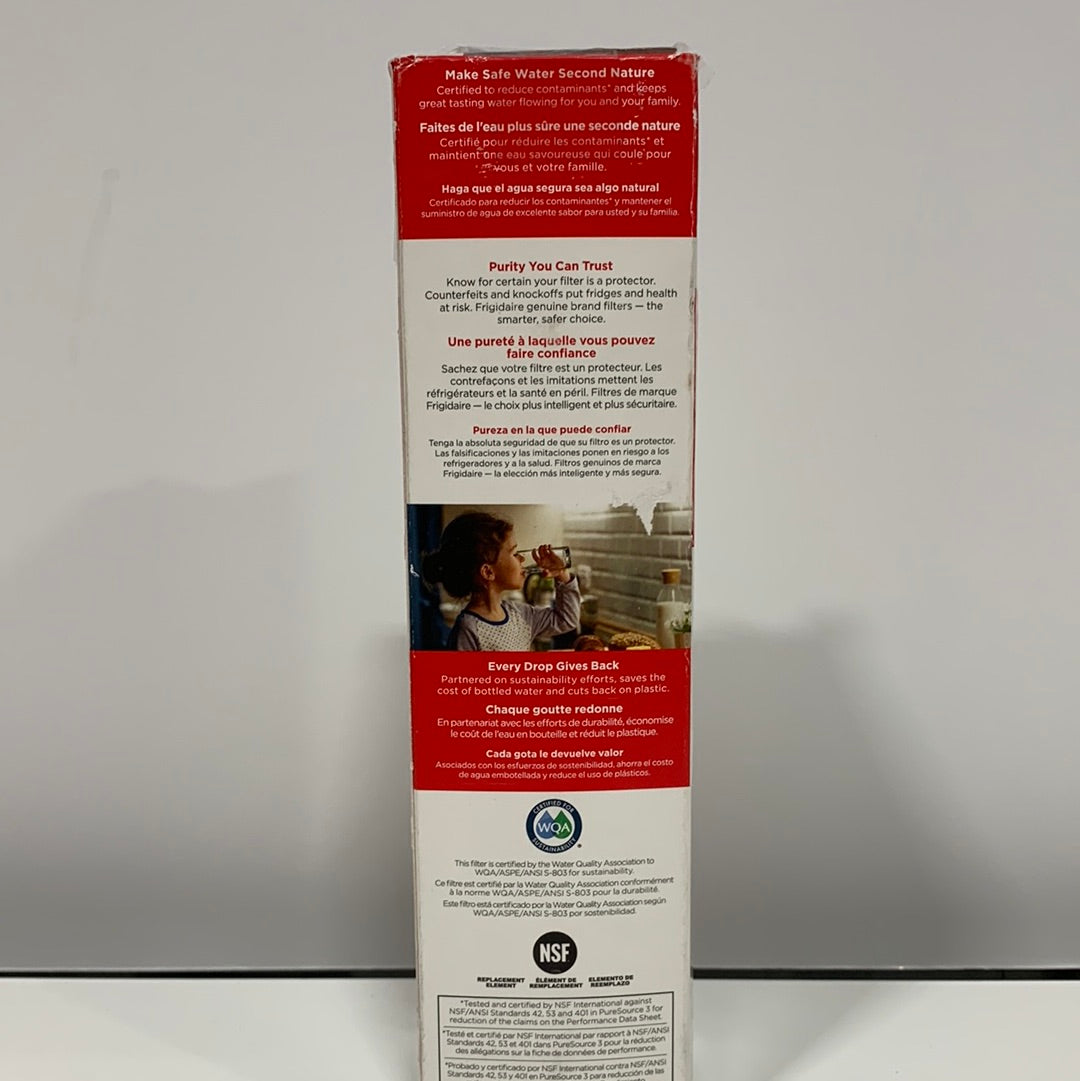 Make Safe Water Second Nature
Certified to reduce contaminants* and keeps
great tasting water flowing for you and your family.
Faites de l'eau plus sûre une seconde nature
Certifié pour réduire les contaminants* et
maintient une eau savoureuse qui coule pour
vous et votre famille.
Haga que el agua segura sea algo natural
Certificado para reducir los contaminantes* y mantener el
suministro de agua de excelente sabor para usted y su familia.
Purity You Can Trust
Know for certain your filter is a protector.
Counterfeits and knockoffs put fridges and health
at risk. Frigidaire genuine brand filters — the
smarter, safer choice.
Une pureté à laquelle vous pouvez
faire confiance
Sachez que votre filtre est un protecteur. Les
contrefaçons et les imitations mettent les
réfrigérateurs et la santé en péril. Filtres de marque
Frigidaire — le choix plus intelligent et plus sécuritaire.
Pureza en la que puede confiar
Tenga la absoluta seguridad de que su filtro es un protector.
Las falsificaciones y las imitaciones ponen en riesgo a los
refrigeradores y a la salud. Filtros genuinos de marca
Frigidaire — la elección más inteligente y más segura.
Every Drop Gives Back
Partnered on sustainability efforts, saves the
cost of bottled water and cuts back on plastic.
Chaque goutte redonne
En partenariat avec les efforts de durabilité, économise
le coût de l'eau en bouteille et réduit le plastique.
Cada gota le devuelve valor
Asociados con los esfuerzos de sostenibilidad, ahorra el costo
de agua embotellada y reduce el uso de plásticos.
CERTIFIED FOR
WQA
SUSTAINABILITY
This filter is certified by the Water Quality Association to
WQA/ASPE/ANSI S-803 for sustainability.
Ce filtre est certifié par la Water Quality Association conformément
à la norme WQA/ASPE/ANSI S-803 pour la durabilité.
Este filtro está certificado por la Water Quality Association según
WQA/ASPE/ANSI S-803 por sostenibilidad.
NSF
REPLACEMENT ELEMENT
ÉLÉMENT DE REMPLACEMENT
ELEMENTO DE REEMPLAZO
*Tested and certified by NSF International against
NSF/ANSI Standards 42, 53 and 401 in PureSource 3 for
reduction of the claims on the Performance Data Sheet.
*Testé et certifié par NSF International par rapport à NSF/ANSI
Standards 42, 53 et 401 dans PureSource 3 pour la réduction
des allégations sur la fiche de données de performance.
*Probado y certificado por NSF International contra NSF/ANSI
Standards 42, 53 y 401 en PureSource 3 para reducción de las